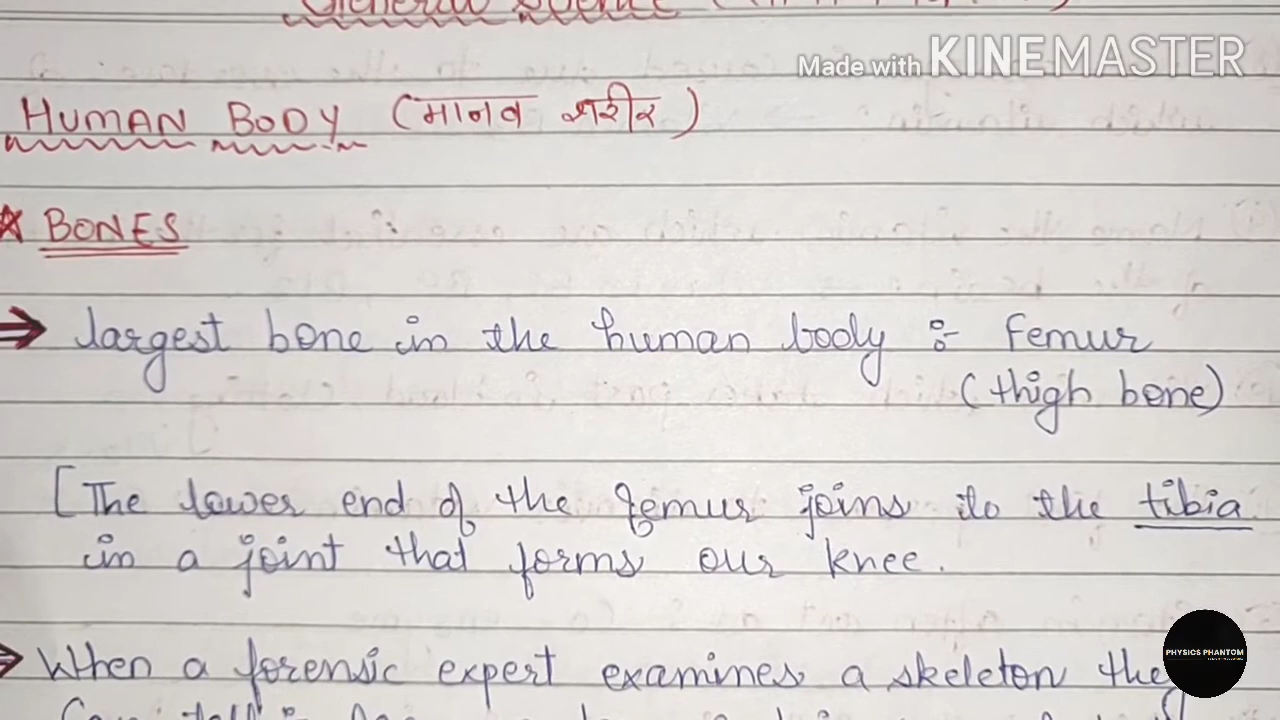 General Science
Made with KINEMASTER
HUMAN BODY (मानव शरीर)
* BONES
⇒ largest bone in the human body :- Femur
(thigh bone)
[The lower end of the femur joins to the tibia
in a joint that forms our knee.
⇒ When a forensic expert examines a skeleton they
PHYSICS PHANTOM